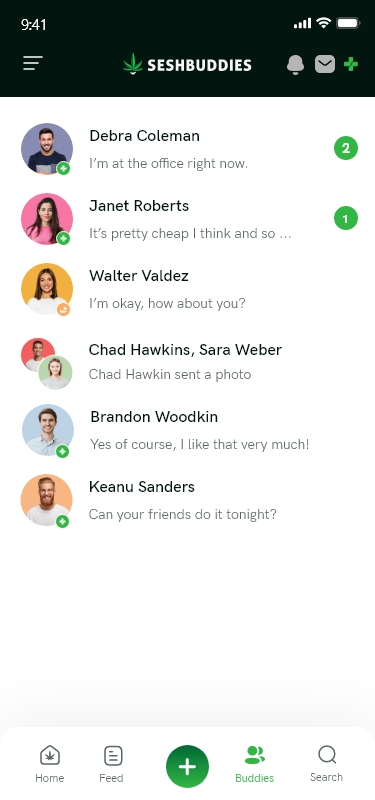 9:41
SESHBUDDIES
Debra Coleman
2
I'm at the office right now.
Janet Roberts
1
It's pretty cheap I think and so ...
Walter Valdez
I'm okay, how about you?
Chad Hawkins, Sara Weber
Chad Hawkin sent a photo
Brandon Woodkin
Yes of course, I like that very much!
Keanu Sanders
Can your friends do it tonight?
Home
Feed
Buddies
Search